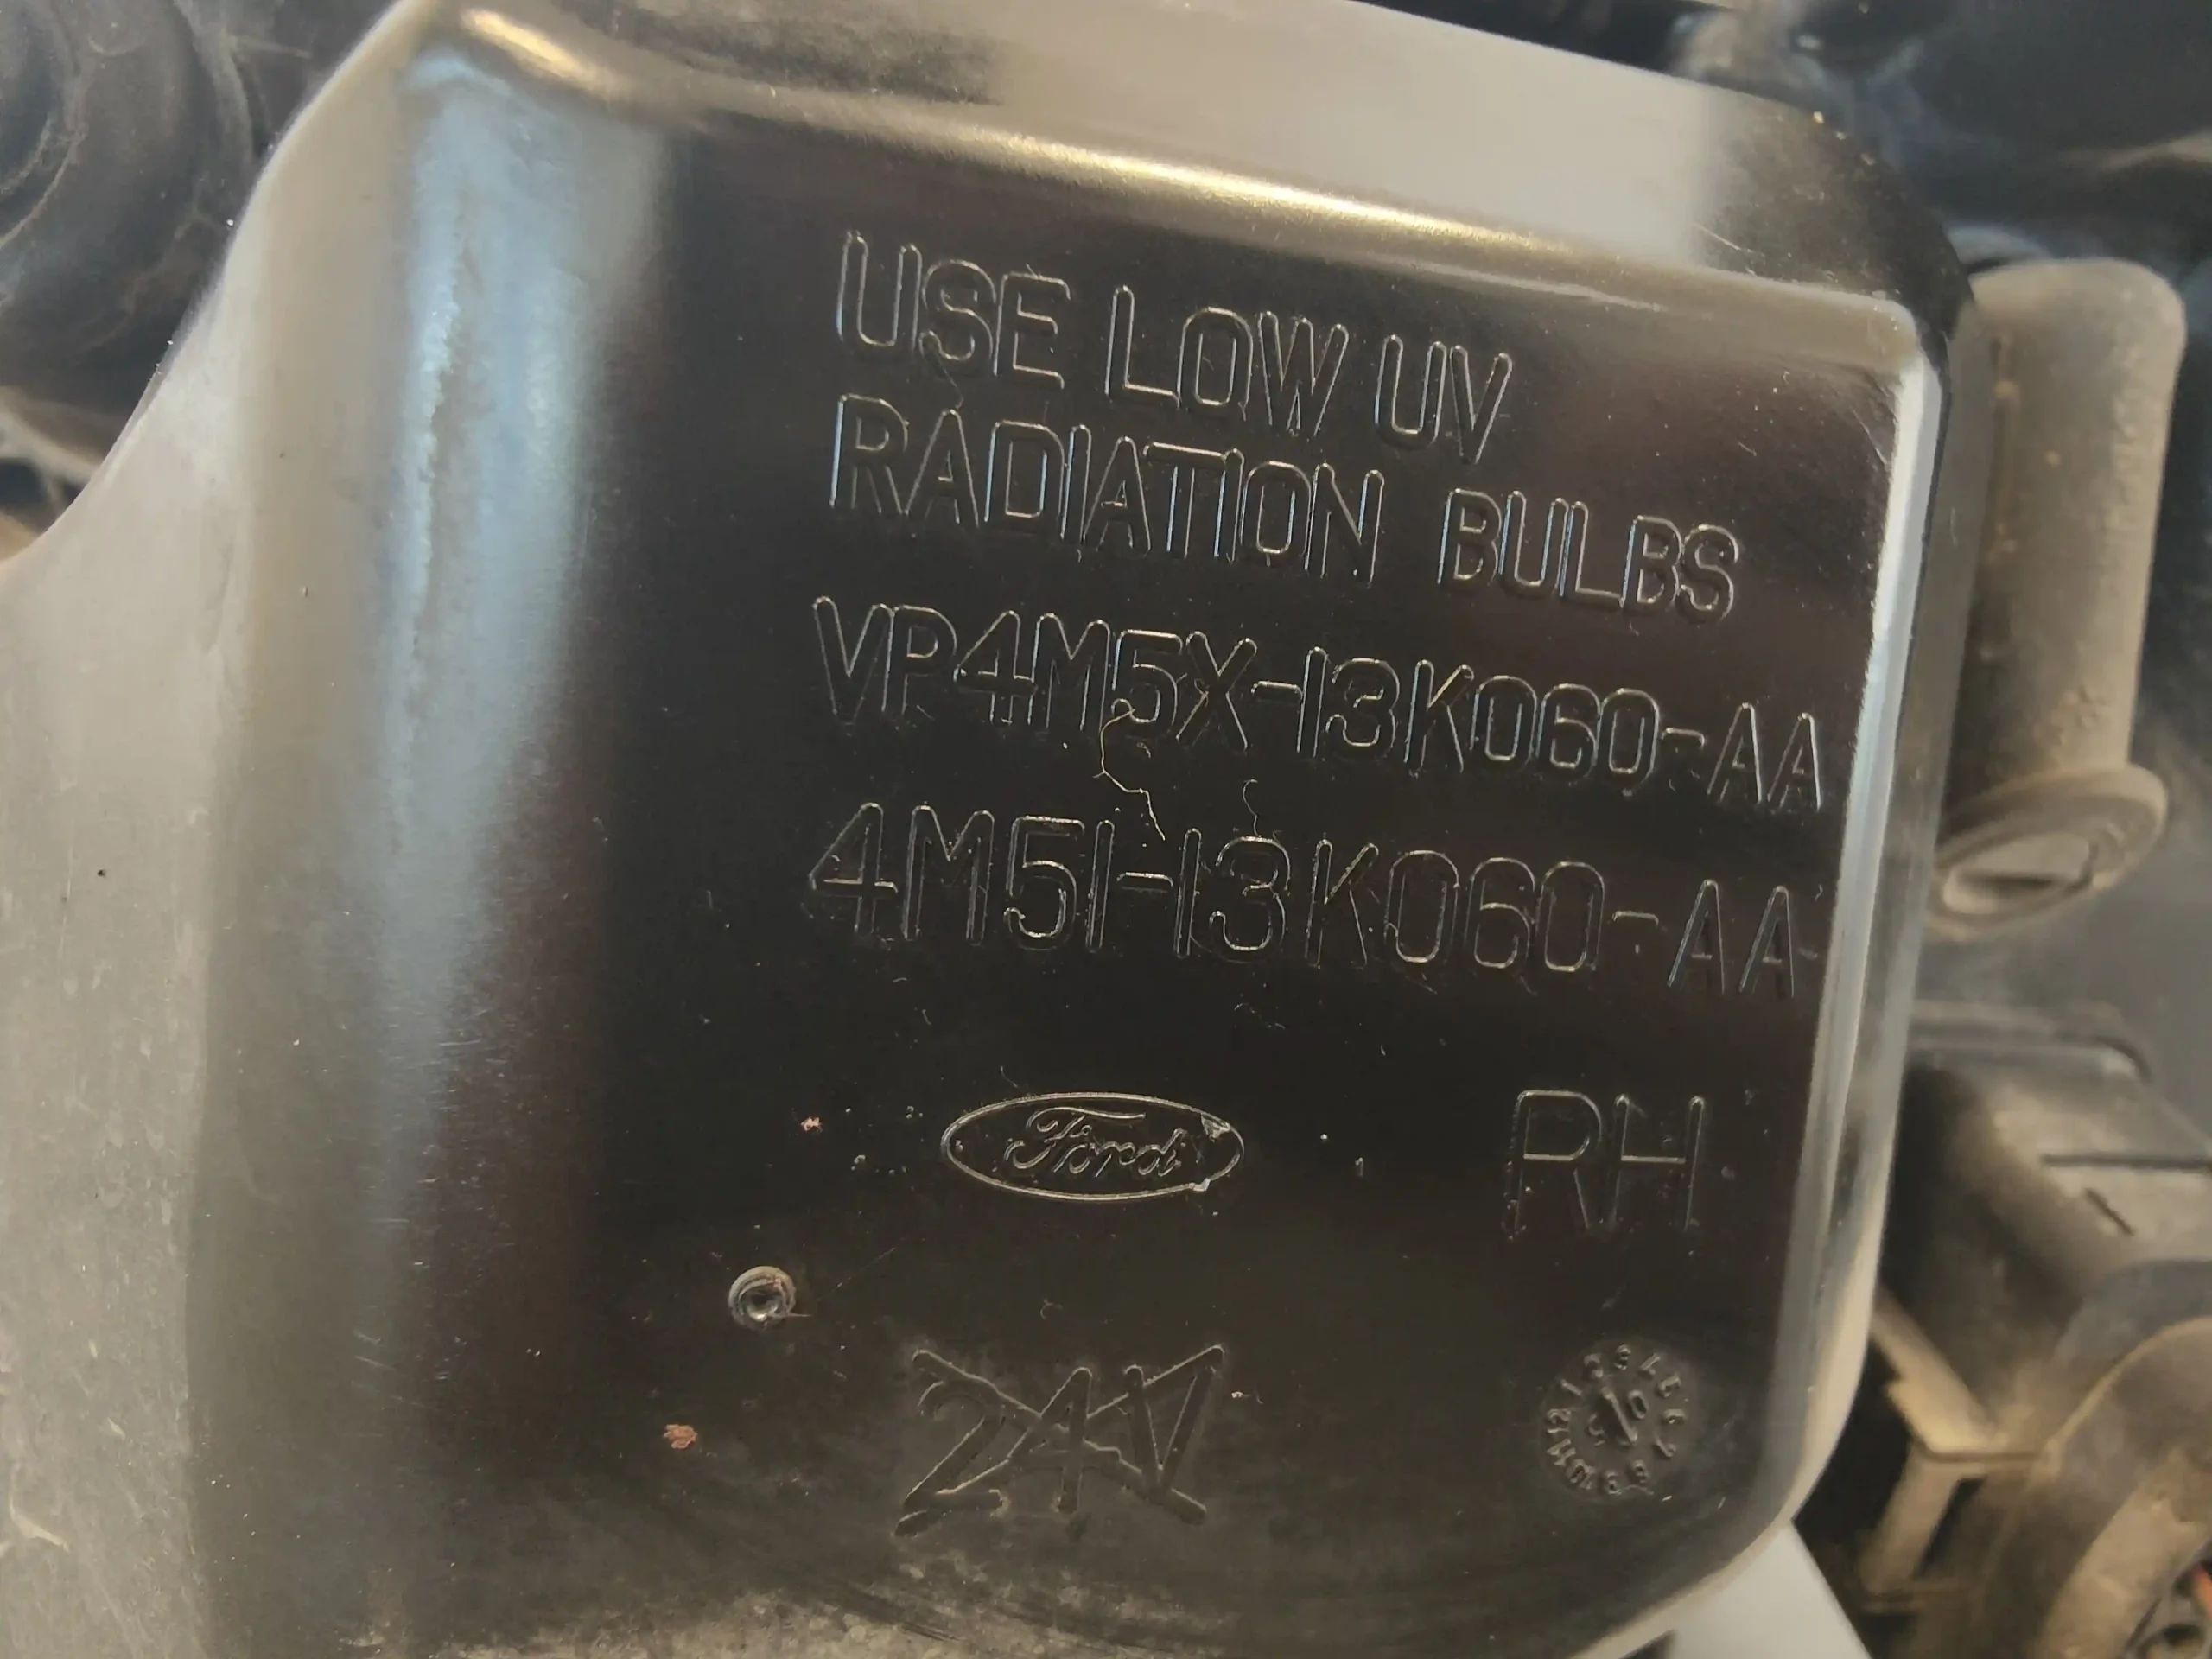 USE LOW UV
RADIATION BULBS
VP4M5X-13K060-AA
4M51-13K060-AA
Ford
RH